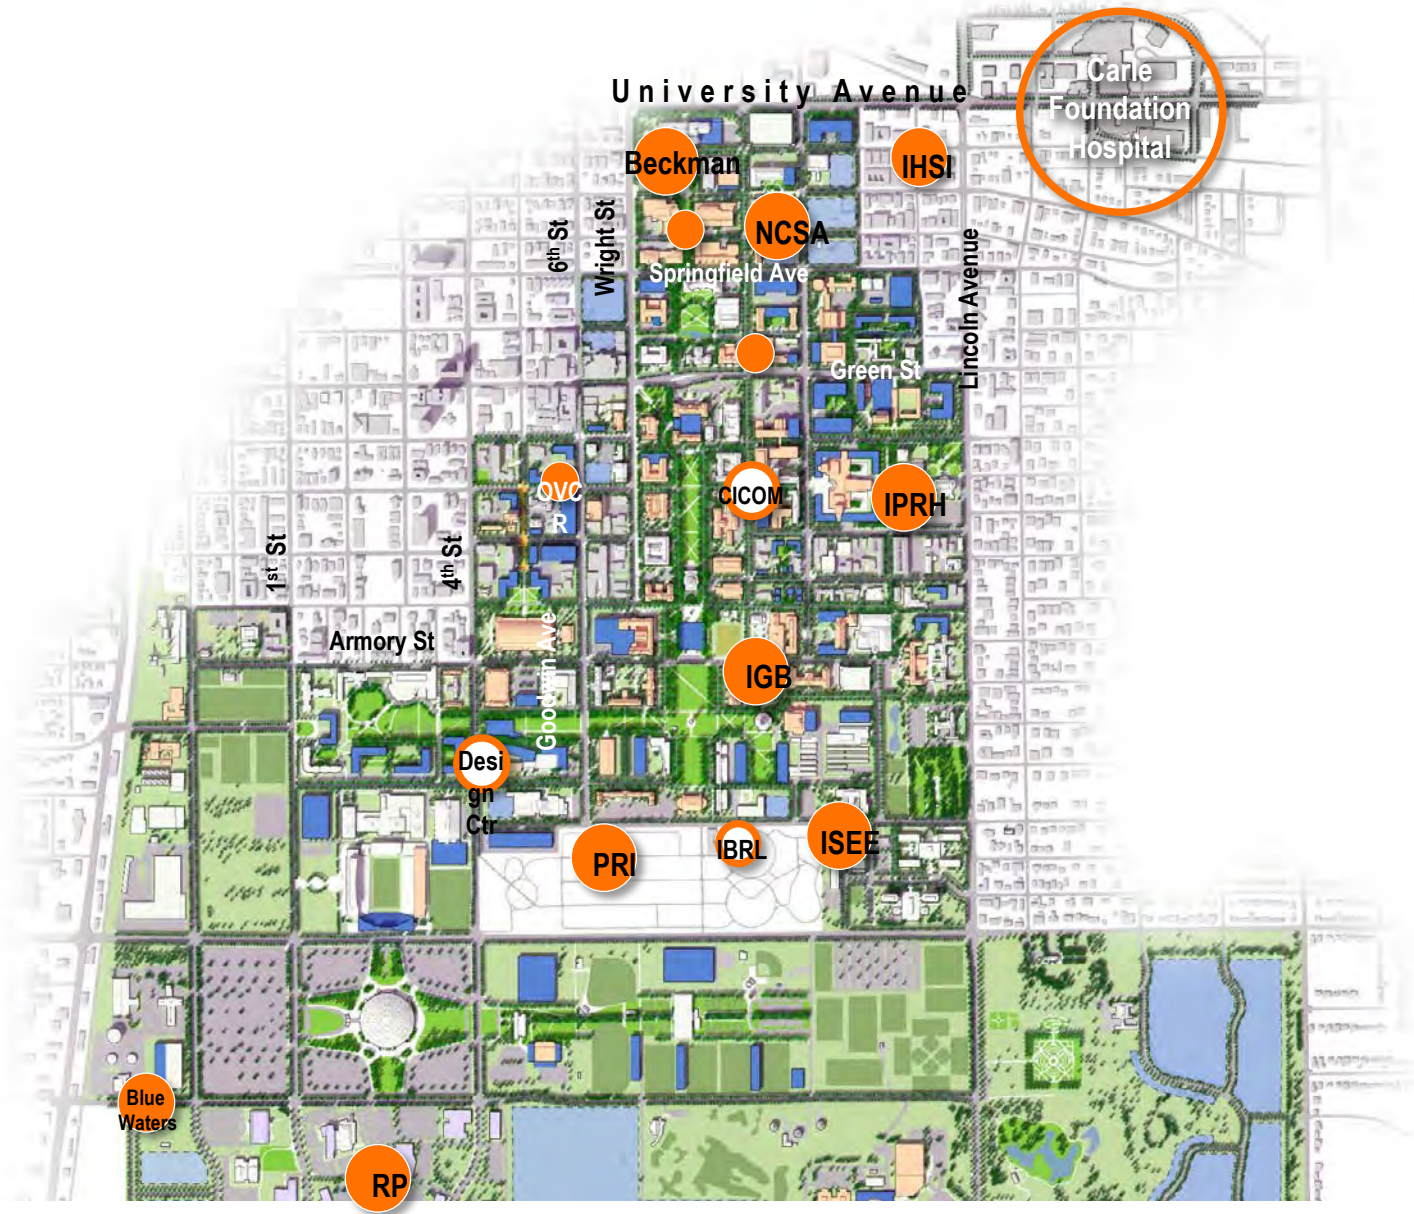 Carle
Foundation
Hospital
University Avenue
Beckman
IHSI
6th St
Wright St
NCSA
Springfield Ave
Lincoln Avenue
Green St
OVC
R
CICOM
IPRH
1st St
4th St
Armory St
Goodwin Ave
IGB
Desi
gn
Ctr
PRI
IBRL
ISEE
Blue
Waters
RP